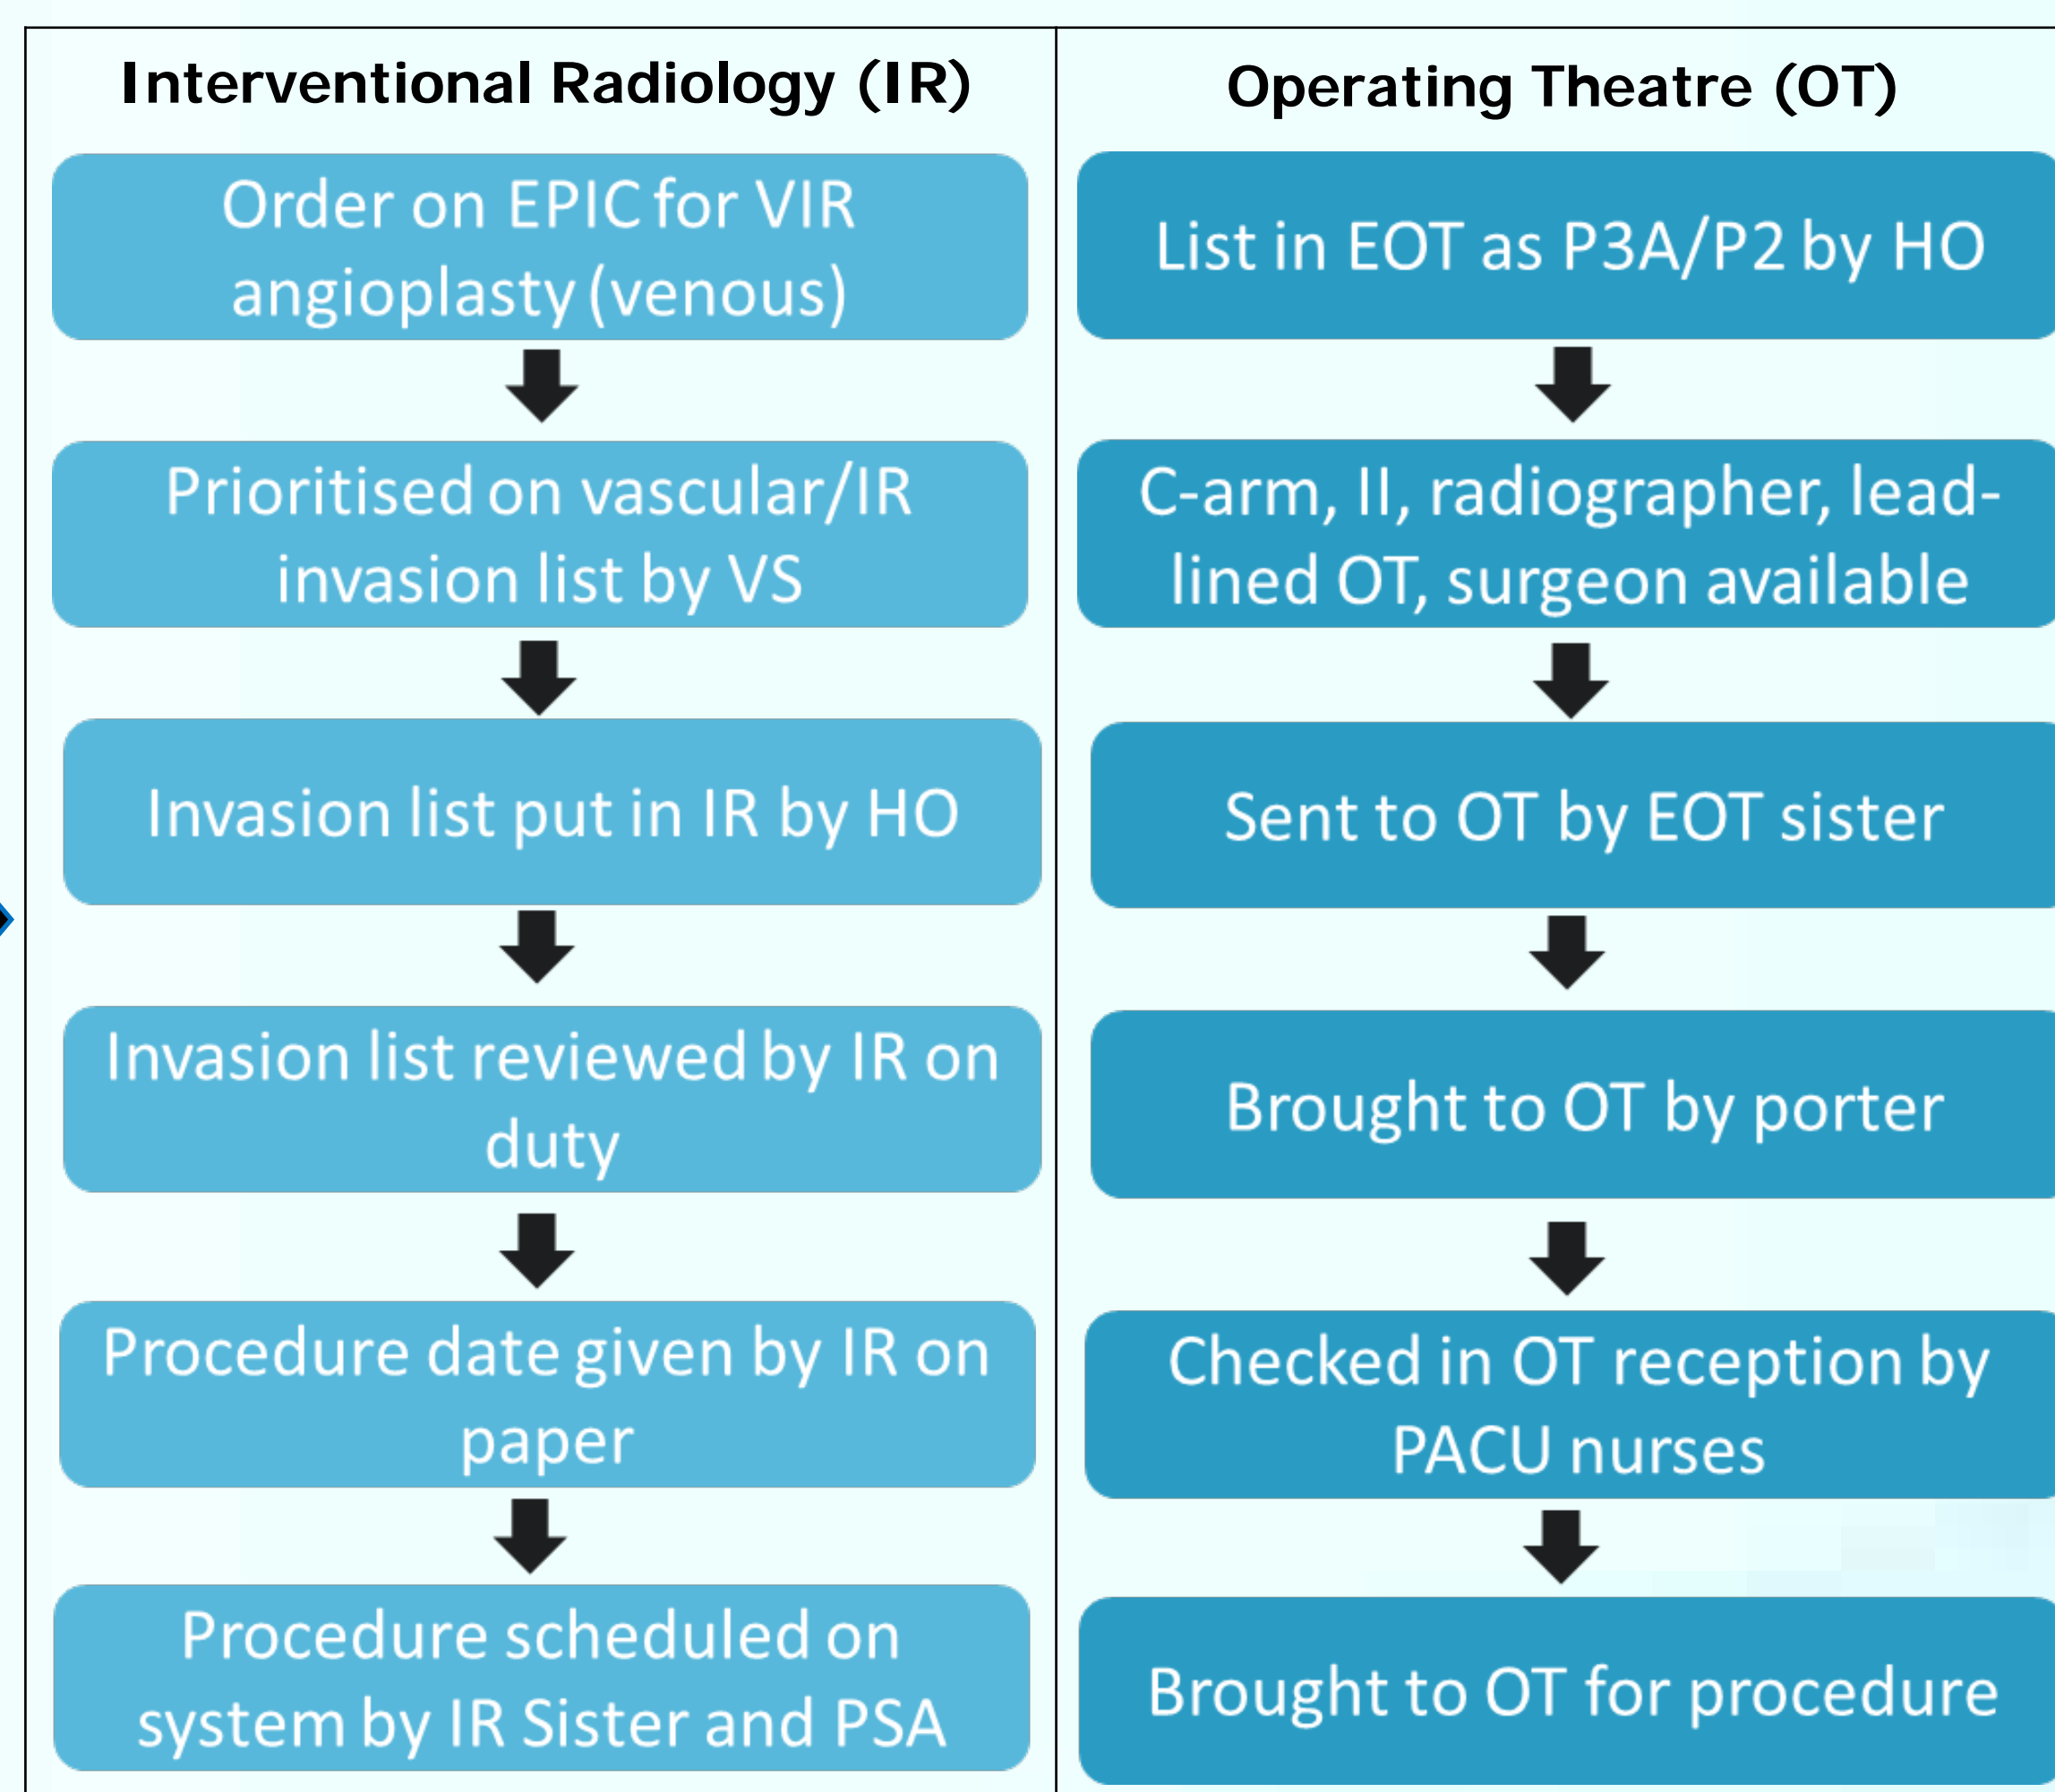 Interventional Radiology (IR)
Order on EPIC for VIR
angioplasty (venous)
Prioritised on vascular/IR
invasion list by VS
Invasion list put in IR by HO
Invasion list reviewed by IR on
duty
Procedure date given by IR on
paper
Procedure scheduled on
system by IR Sister and PSA
Operating Theatre (OT)
List in EOT as P3A/P2 by HO
C-arm, II, radiographer, lead-
lined OT, surgeon available
Sent to OT by EOT sister
Brought to OT by porter
Checked in OT reception by
PACU nurses
Brought to OT for procedure